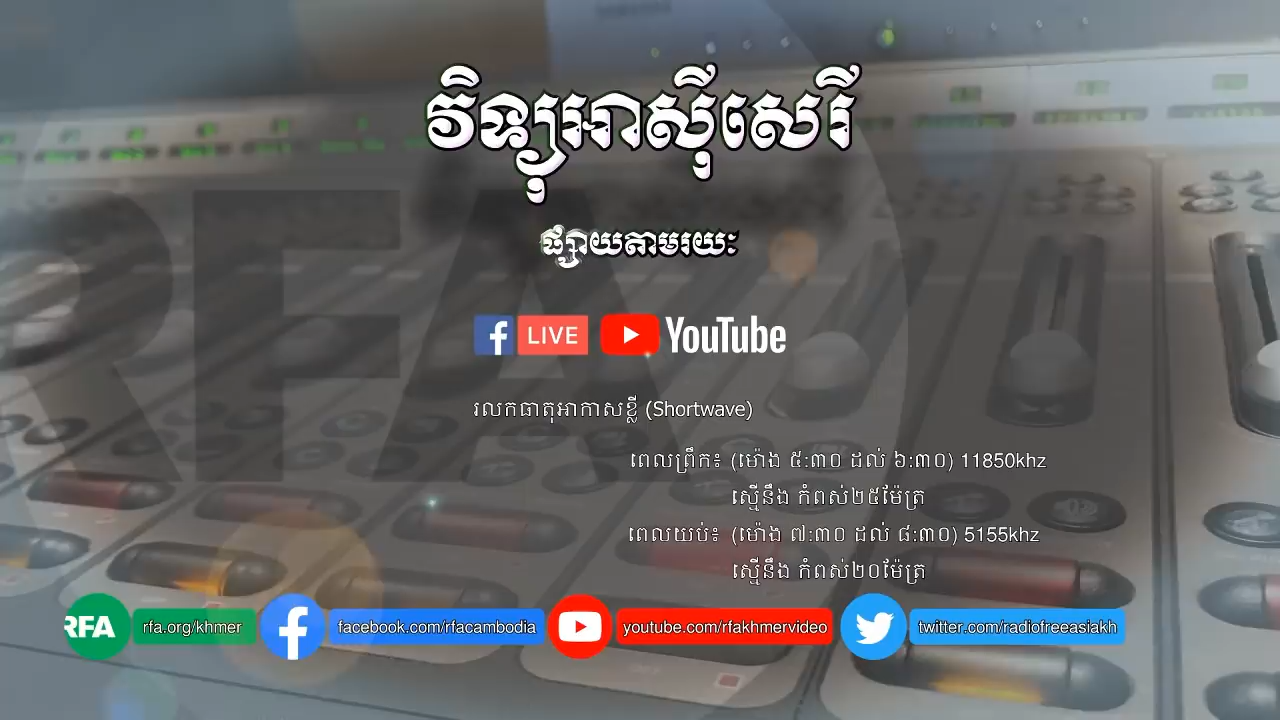 វិទ្យុអាស៊ីសេរី
ផ្សាយតាមរយៈ
f LIVE YouTube
រលកធាតុអាកាសខ្លី (Shortwave)
ពេលព្រឹក៖ (ម៉ោង ៥:៣០ ដល់ ៦:៣០) 11850khz
ស្មើនឹង កំពស់២៥ម៉ែត្រ
ពេលយប់៖ (ម៉ោង ៧:៣០ ដល់ ៨:៣០) 5155khz
ស្មើនឹង កំពស់២០ម៉ែត្រ
RFA rfa.org/khmer facebook.com/rfacambodia youtube.com/rfakhmervideo twitter.com/radiofreeasiakh
RFA